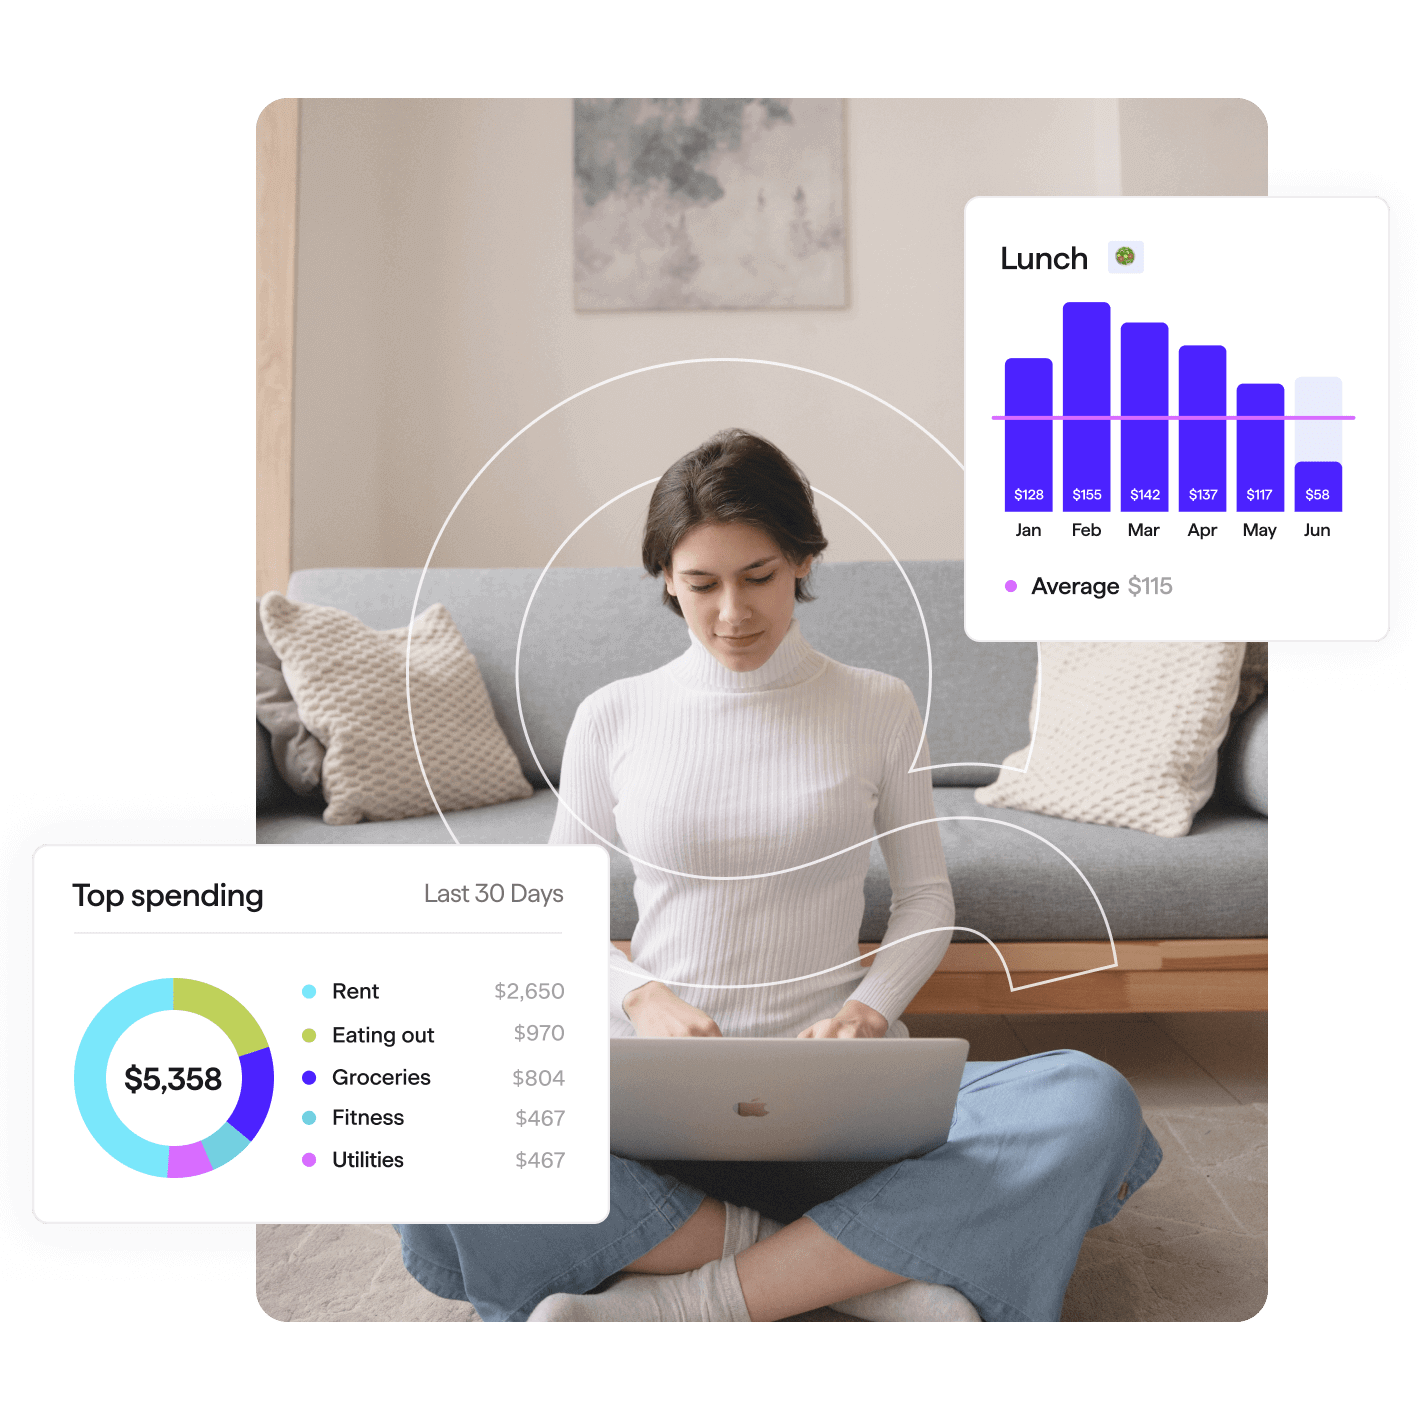 Lunch
$128 $155 $142 $137 $117 $58
Jan Feb Mar Apr May Jun
Average $115
Top spending Last 30 Days
$5,358
Rent $2,650
Eating out $970
Groceries $804
Fitness $467
Utilities $467